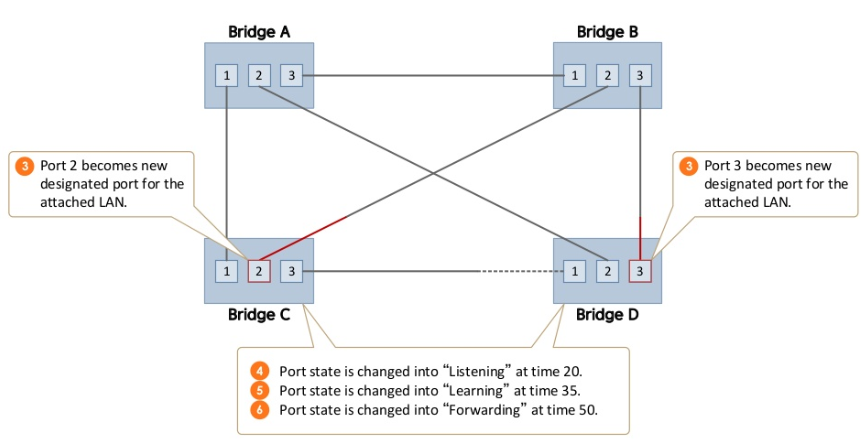 Bridge A
Bridge B
1 2 3
1 2 3
3 Port 2 becomes new
designated port for the
attached LAN.
3 Port 3 becomes new
designated port for the
attached LAN.
1 2 3
1 2 3
Bridge C
Bridge D
4 Port state is changed into “Listening” at time 20.
5 Port state is changed into “Learning” at time 35.
6 Port state is changed into “Forwarding” at time 50.